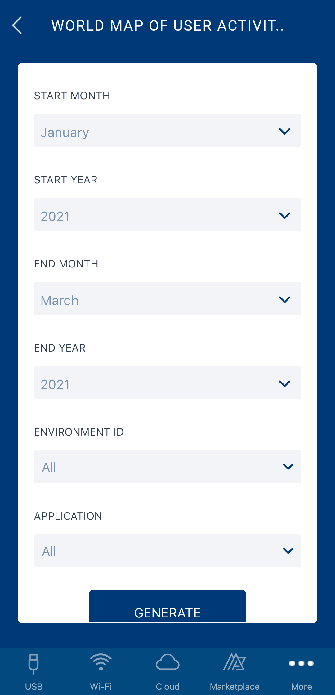 WORLD MAP OF USER ACTIVIT..
START MONTH
January
START YEAR
2021
END MONTH
March
END YEAR
2021
ENVIRONMENT ID
All
APPLICATION
All
GENERATE
USB
Wi-Fi
Cloud
Marketplace
More